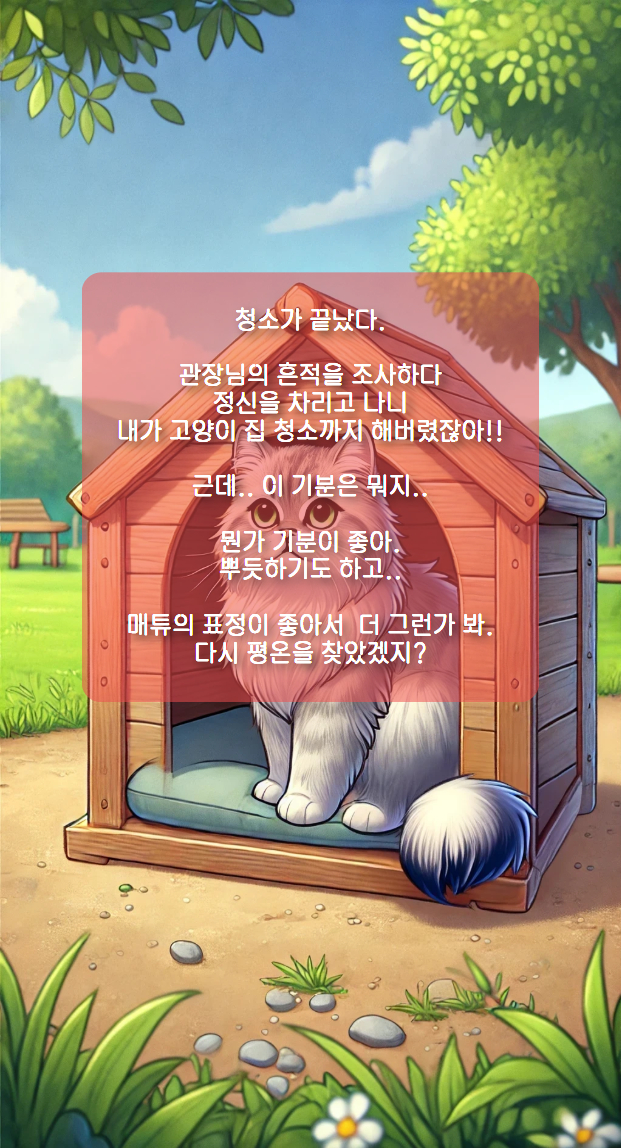 청소가 끝났다.
관장님의 흔적을 조사하다
정신을 차리고 나니
내가 고양이 집 청소까지 해버렸잖아!!
근데.. 이 기분은 뭐지..
뭔가 기분이 좋아.
뿌듯하기도 하고..
매튜의 표정이 좋아서 더 그런가 봐.
다시 평온을 찾았겠지?